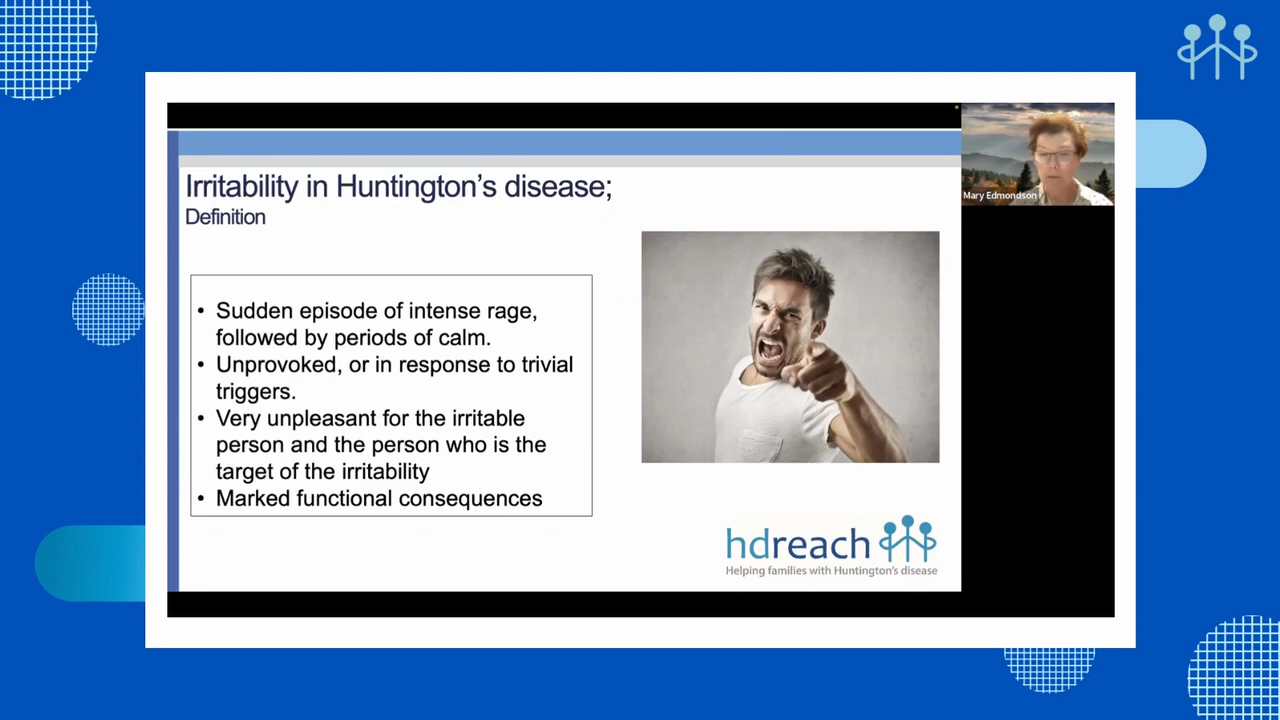 Irritability in Huntington's disease;
Definition
• Sudden episode of intense rage,
followed by periods of calm.
• Unprovoked, or in response to trivial
triggers.
• Very unpleasant for the irritable
person and the person who is the
target of the irritability
• Marked functional consequences
hdreach
Helping families with Huntington's disease
Mary Edmondson